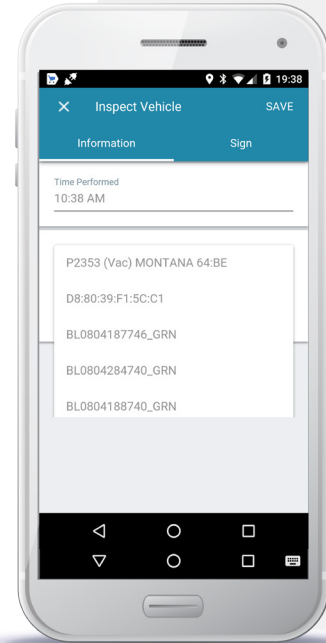 19:38
Inspect Vehicle SAVE
Information Sign
Time Performed
10:38 AM
P2353 (Vac) MONTANA 64:BE
D8:80:39:F1:5C:C1
BL0804187746_GRN
BL0804284740_GRN
BL0804188740_GRN